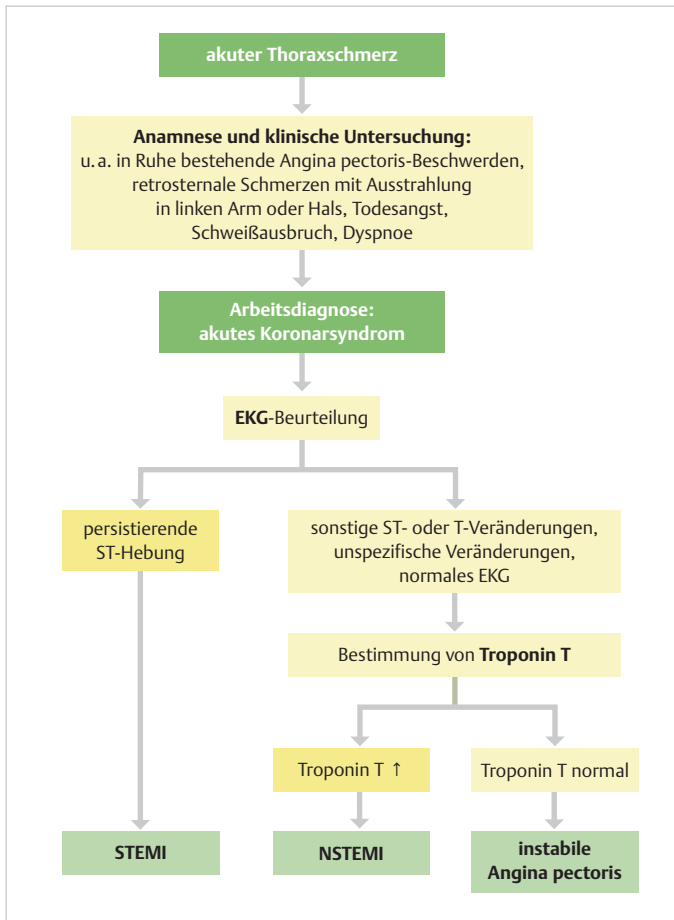 akuter Thoraxschmerz
Anamnese und klinische Untersuchung:
u. a. in Ruhe bestehende Angina pectoris-Beschwerden,
retrosternale Schmerzen mit Ausstrahlung
in linken Arm oder Hals, Todesangst,
Schweißausbruch, Dyspnoe
Arbeitsdiagnose:
akutes Koronarsyndrom
EKG-Beurteilung
persistierende
ST-Hebung
sonstige ST- oder T-Veränderungen,
unspezifische Veränderungen,
normales EKG
Bestimmung von Troponin T
Troponin T ↑
Troponin T normal
STEMI
NSTEMI
instabile
Angina pectoris